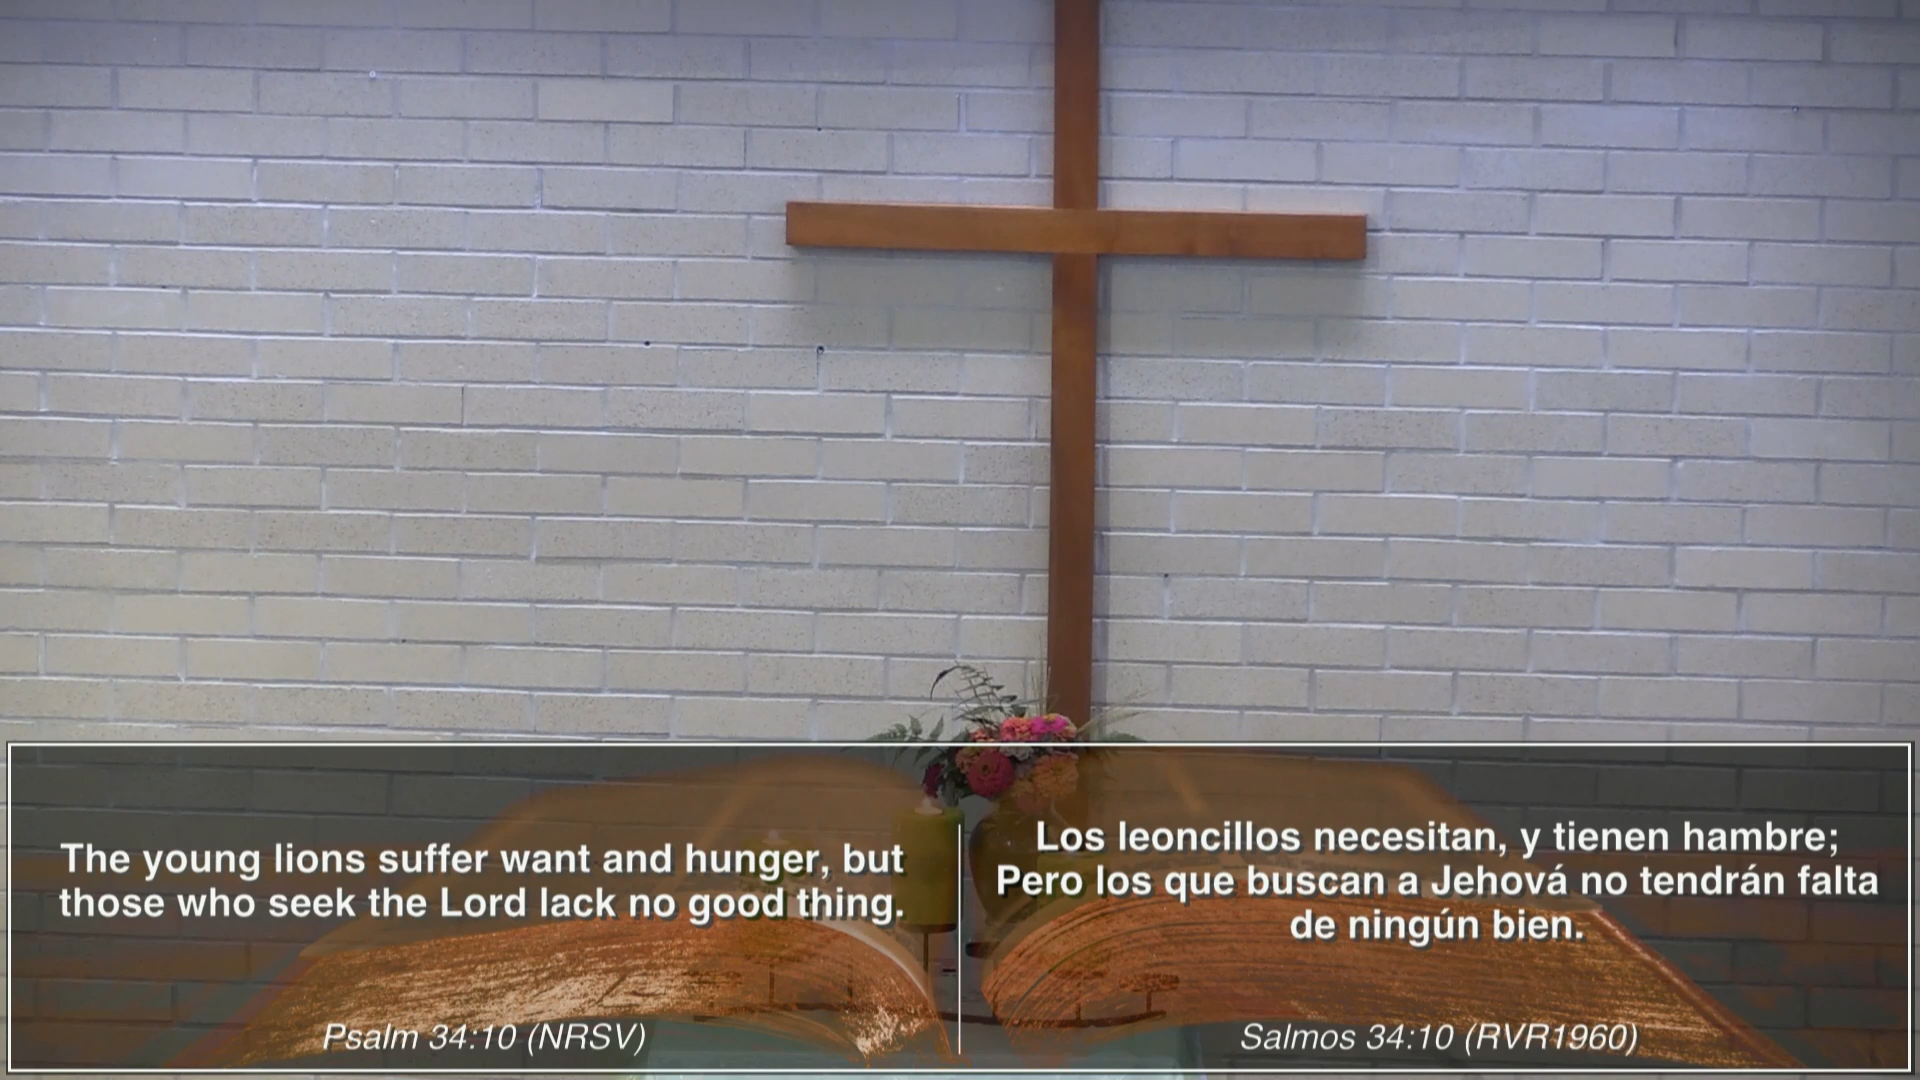 The young lions suffer want and hunger, but
those who seek the Lord lack no good thing.
Psalm 34:10 (NRSV)
Los leoncillos necesitan, y tienen hambre;
Pero los que buscan a Jehová no tendrán falta
de ningún bien.
Salmos 34:10 (RVR1960)